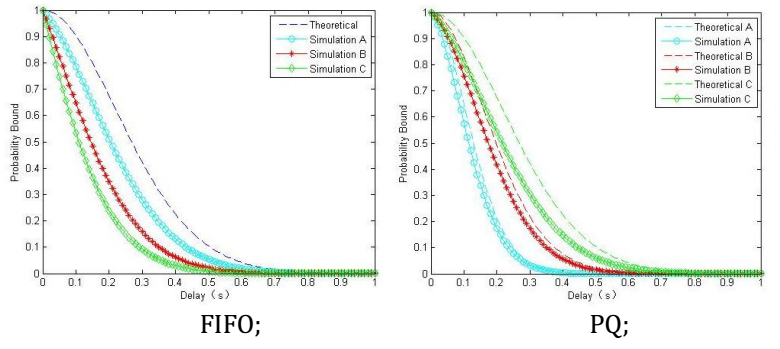 Theoretical
Simulation A
Simulation B
Simulation C
Probability Bound
1
0.9
0.8
0.7
0.6
0.5
0.4
0.3
0.2
0.1
0
0 0.1 0.2 0.3 0.4 0.5 0.6 0.7 0.8 0.9 1
Delay（s）
FIFO;
Theoretical A
Simulation A
Theoretical B
Simulation B
Theoretical C
Simulation C
Probability Bound
1
0.9
0.8
0.7
0.6
0.5
0.4
0.3
0.2
0.1
0
0 0.1 0.2 0.3 0.4 0.5 0.6 0.7 0.8 0.9 1
Delay（s）
PQ;